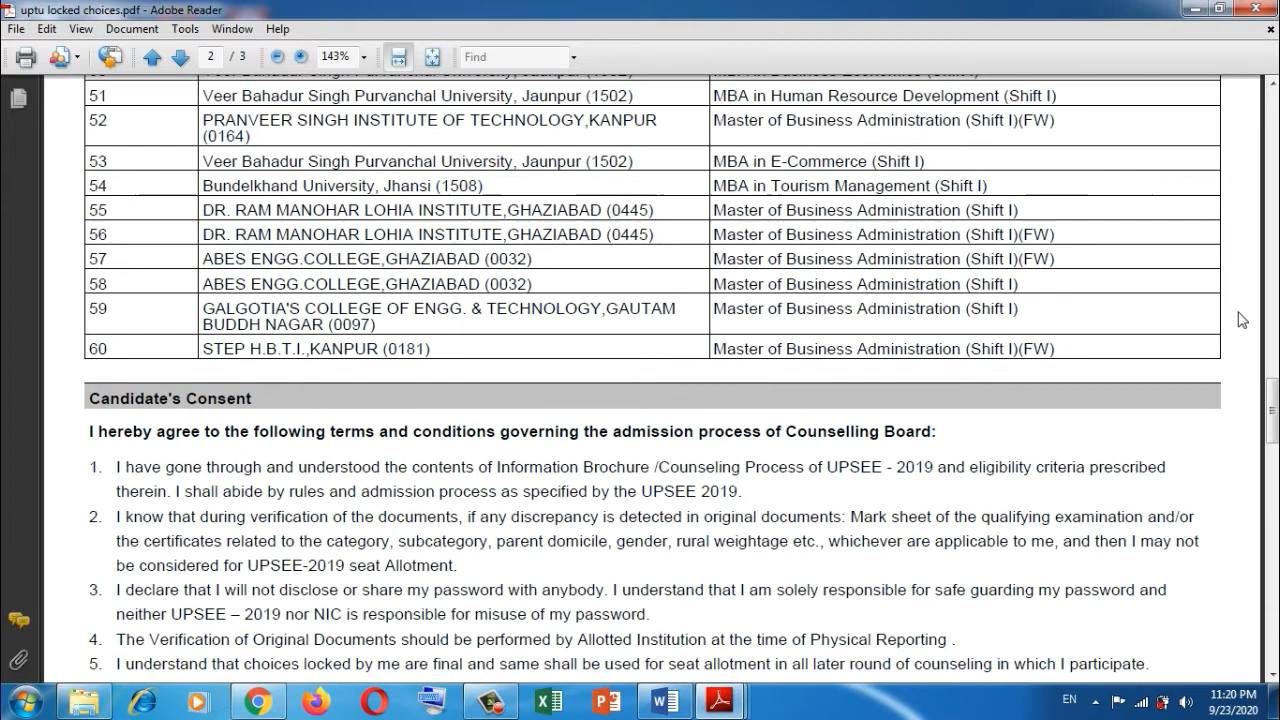 uptu locked choices.pdf - Adobe Reader
File Edit View Document Tools Window Help
2 / 3 143% Find
51 Veer Bahadur Singh Purvanchal University, Jaunpur (1502) MBA in Human Resource Development (Shift I)
52 PRANVEER SINGH INSTITUTE OF TECHNOLOGY,KANPUR Master of Business Administration (Shift I)(FW)
(0164)
53 Veer Bahadur Singh Purvanchal University, Jaunpur (1502) MBA in E-Commerce (Shift I)
54 Bundelkhand University, Jhansi (1508) MBA in Tourism Management (Shift I)
55 DR. RAM MANOHAR LOHIA INSTITUTE,GHAZIABAD (0445) Master of Business Administration (Shift I)
56 DR. RAM MANOHAR LOHIA INSTITUTE,GHAZIABAD (0445) Master of Business Administration (Shift I)(FW)
57 ABES ENGG.COLLEGE,GHAZIABAD (0032) Master of Business Administration (Shift I)(FW)
58 ABES ENGG.COLLEGE,GHAZIABAD (0032) Master of Business Administration (Shift I)
59 GALGOTIA'S COLLEGE OF ENGG. & TECHNOLOGY,GAUTAM Master of Business Administration (Shift I)
BUDDH NAGAR (0097)
60 STEP H.B.T.I.,KANPUR (0181) Master of Business Administration (Shift I)(FW)
Candidate's Consent
I hereby agree to the following terms and conditions governing the admission process of Counselling Board:
1. I have gone through and understood the contents of Information Brochure /Counseling Process of UPSEE - 2019 and eligibility criteria prescribed
therein. I shall abide by rules and admission process as specified by the UPSEE 2019.
2. I know that during verification of the documents, if any discrepancy is detected in original documents: Mark sheet of the qualifying examination and/or
the certificates related to the category, subcategory, parent domicile, gender, rural weightage etc., whichever are applicable to me, and then I may not
be considered for UPSEE-2019 seat Allotment.
3. I declare that I will not disclose or share my password with anybody. I understand that I am solely responsible for safe guarding my password and
neither UPSEE – 2019 nor NIC is responsible for misuse of my password.
4. The Verification of Original Documents should be performed by Allotted Institution at the time of Physical Reporting .
5. I understand that choices locked by me are final and same shall be used for seat allotment in all later round of counseling in which I participate.
EN 11:20 PM
9/23/2020